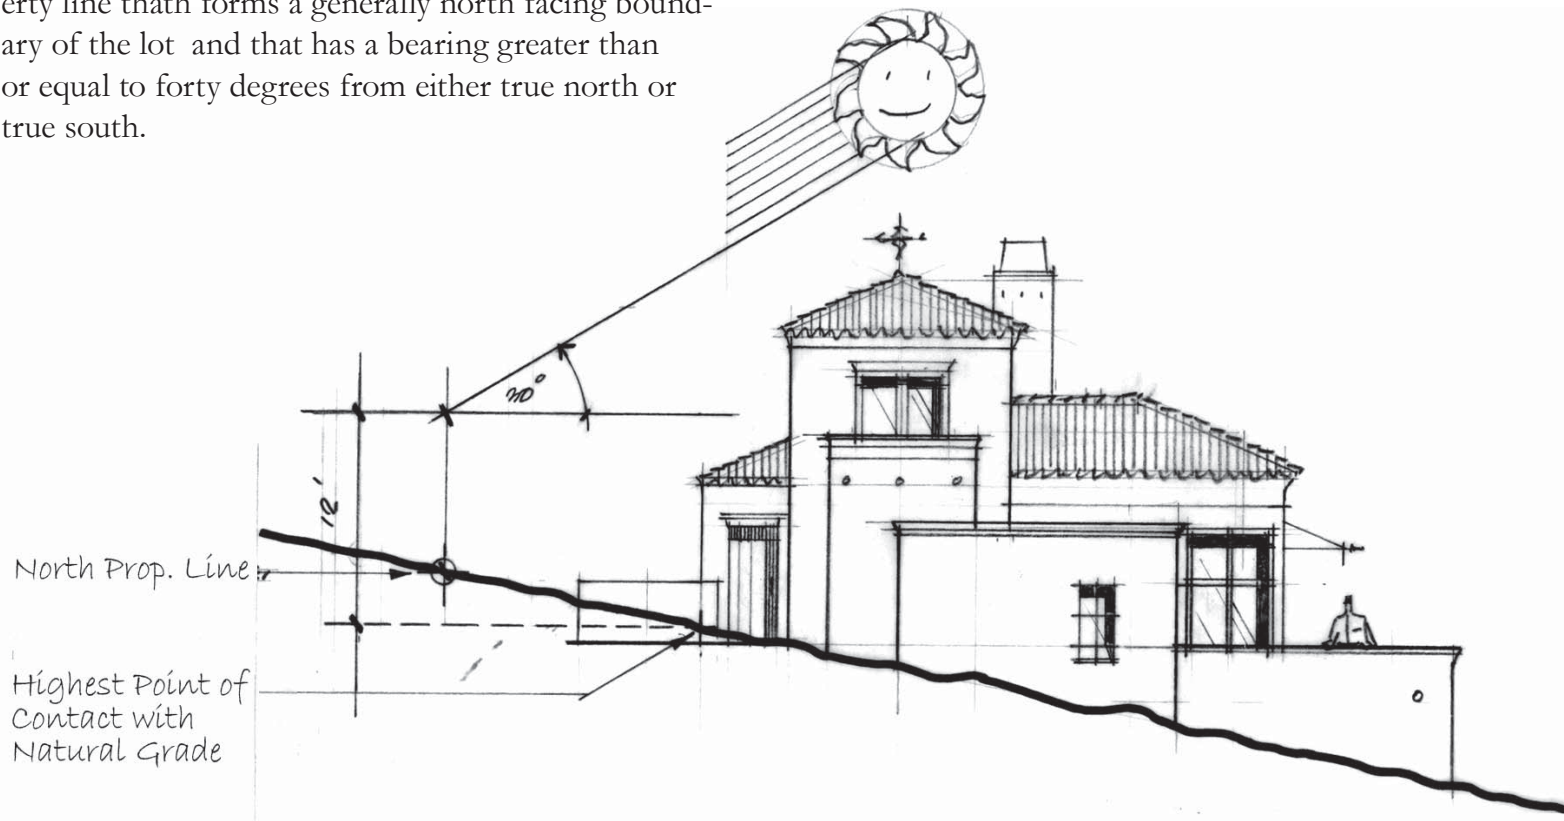 erty line thath forms a generally north facing bound-
ary of the lot and that has a bearing greater than
or equal to forty degrees from either true north or
true south.
30°
12'
North Prop. Line
Highest Point of
Contact with
Natural Grade